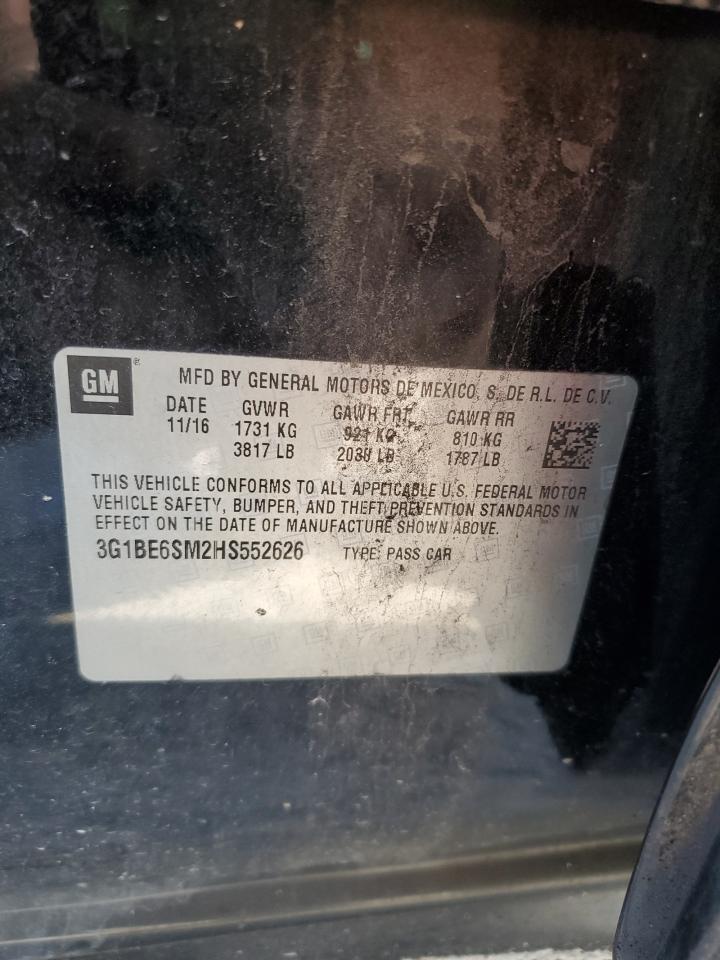 GM ®
MFD BY GENERAL MOTORS DE MEXICO, S. DE R.L. DE C.V.
DATE GVWR GAWR FRT GAWR RR
11/16 1731 KG 921 KG 810 KG
3817 LB 2030 LB 1787 LB
THIS VEHICLE CONFORMS TO ALL APPLICABLE U.S. FEDERAL MOTOR
VEHICLE SAFETY, BUMPER, AND THEFT PREVENTION STANDARDS IN
EFFECT ON THE DATE OF MANUFACTURE SHOWN ABOVE.
3G1BE6SM2HS552626 TYPE: PASS CAR